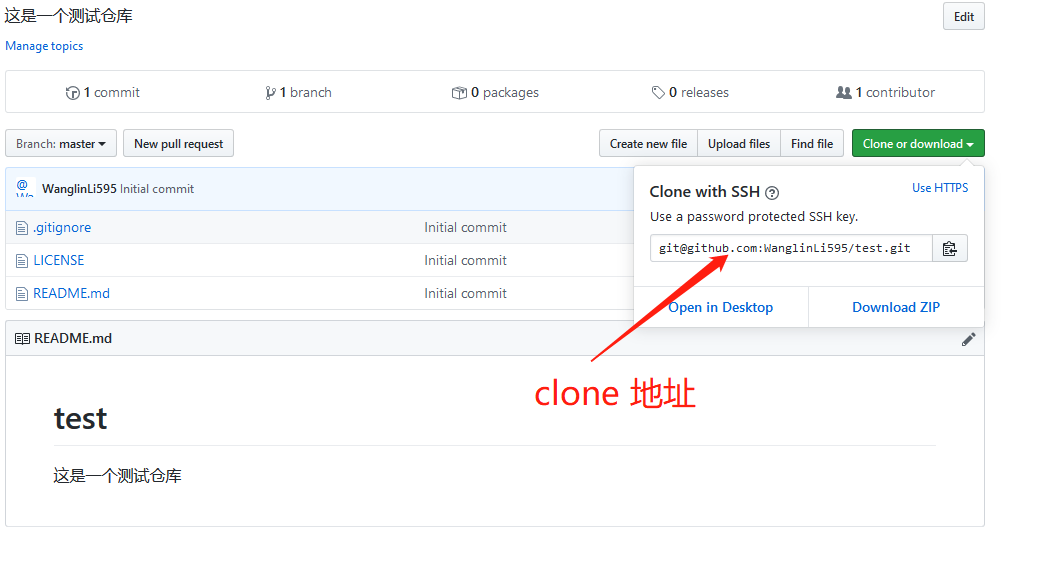 这是一个测试仓库
Edit
Manage topics
1 commit
1 branch
0 packages
0 releases
1 contributor
Branch: master
New pull request
Create new file
Upload files
Find file
Clone or download
WanglinLi595 Initial commit
Clone with SSH
Use HTTPS
Use a password protected SSH key.
git@github.com:WanglinLi595/test.git
Open in Desktop
Download ZIP
.gitignore
Initial commit
LICENSE
Initial commit
README.md
Initial commit
README.md
clone 地址
test
这是一个测试仓库